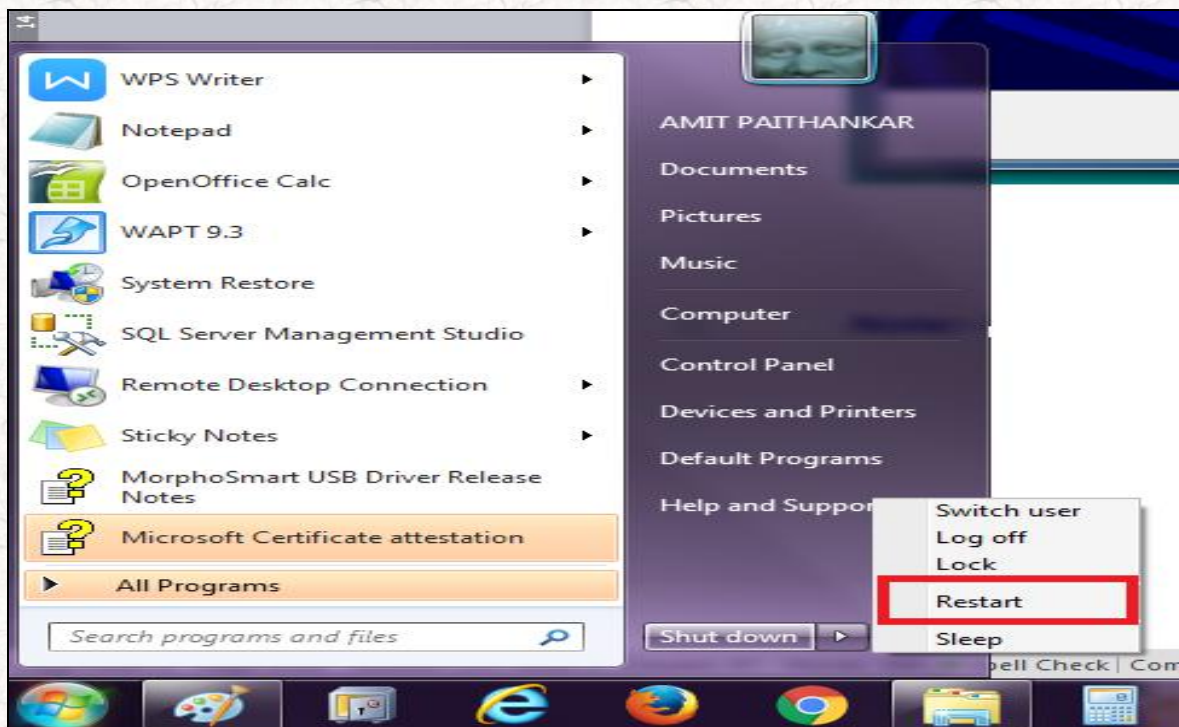 14
WPS Writer
Notepad
OpenOffice Calc
WAPT 9.3
System Restore
SQL Server Management Studio
Remote Desktop Connection
Sticky Notes
MorphoSmart USB Driver Release
Notes
Microsoft Certificate attestation
All Programs
Search programs and files
AMIT PAITHANKAR
Documents
Pictures
Music
Computer
Control Panel
Devices and Printers
Default Programs
Help and Suppor
Shut down
Switch user
Log off
Lock
Restart
Sleep
pell Check Com